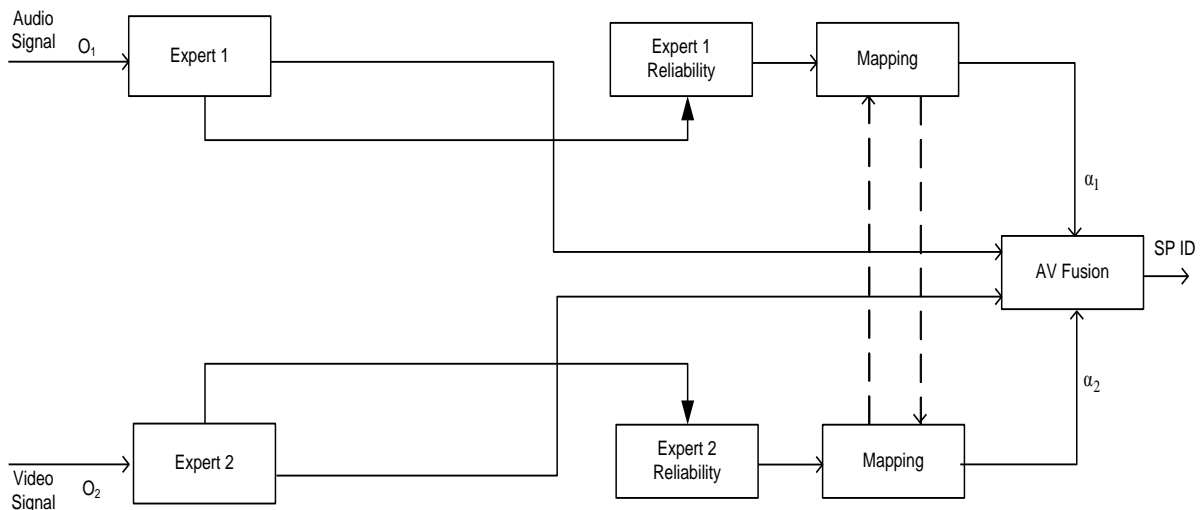 Audio
Signal
O₁
Expert 1
Expert 1
Reliability
Mapping
α₁
SP ID
AV Fusion
α₂
Video
Signal
O₂
Expert 2
Expert 2
Reliability
Mapping